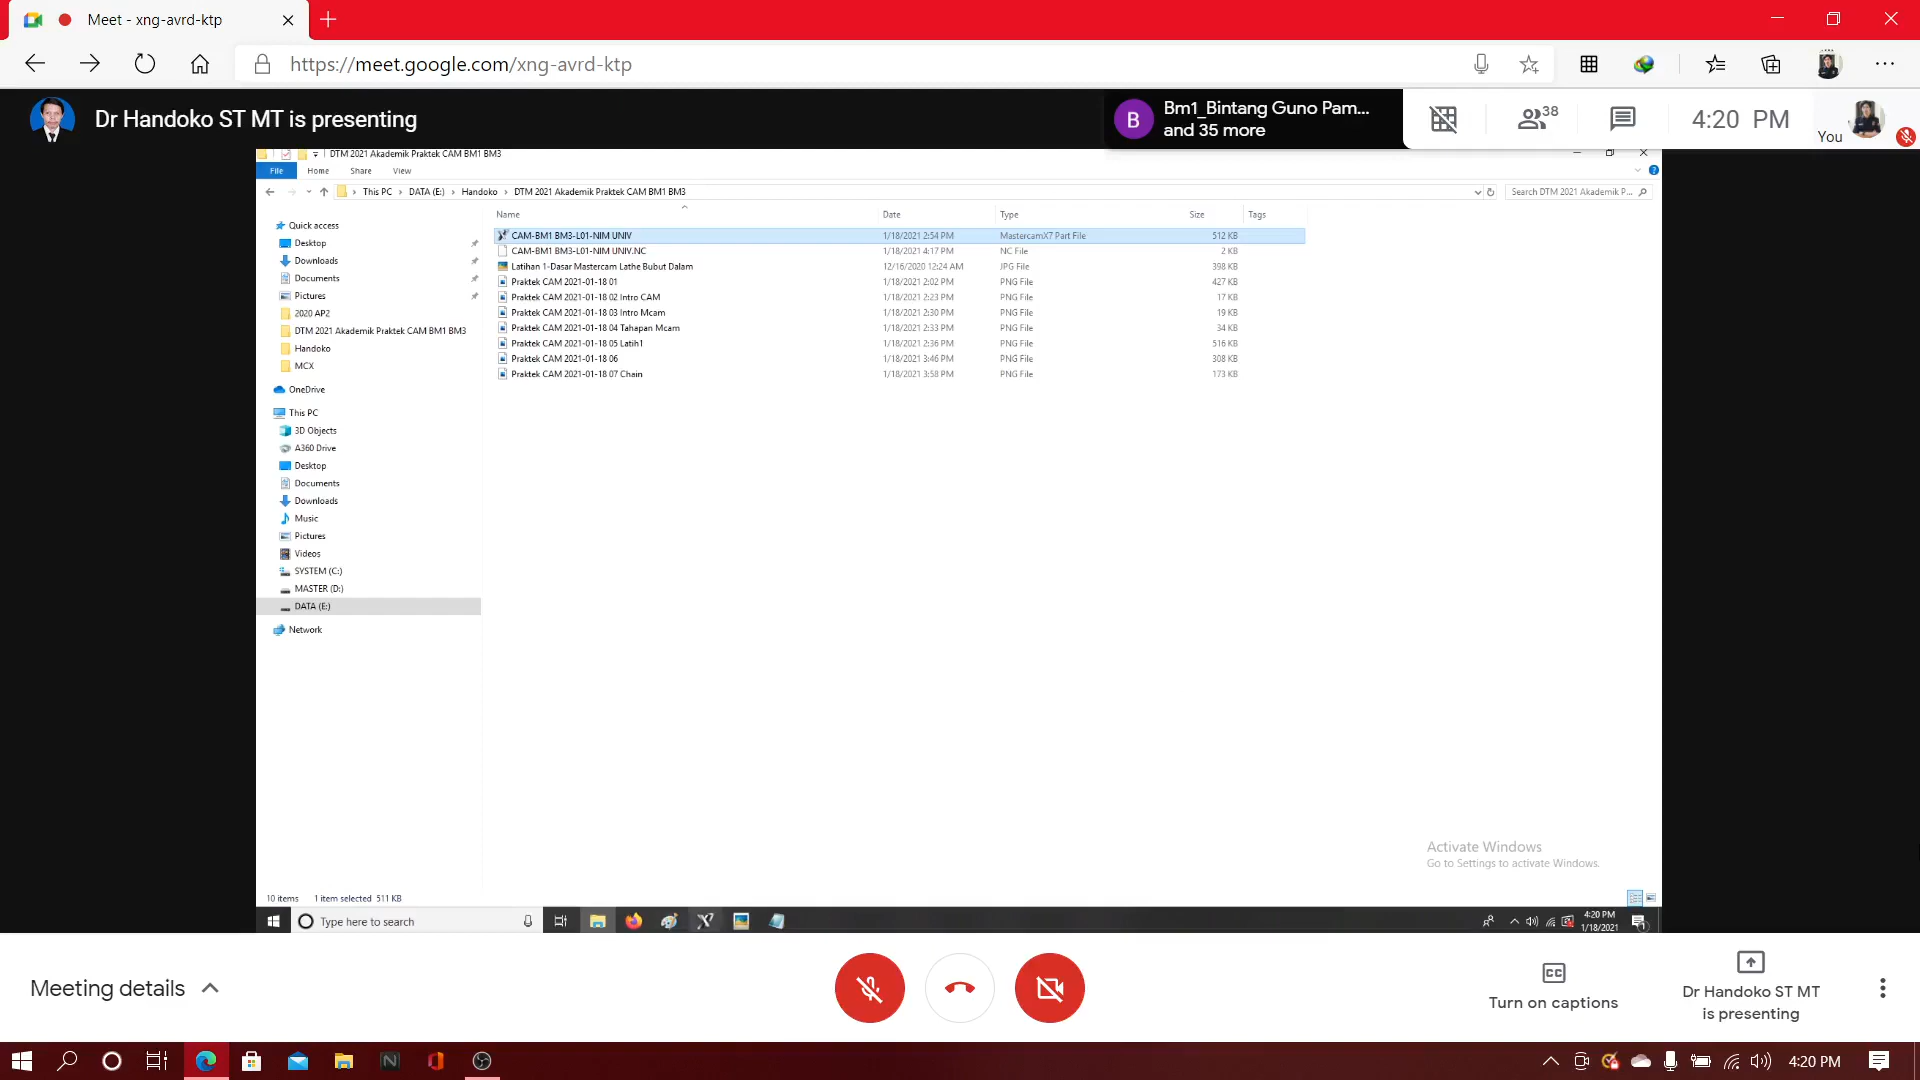 Meet - xng-avrd-ktp
https://meet.google.com/xng-avrd-ktp
Dr Handoko ST MT is presenting
B
Bm1_Bintang Guno Pam...
and 35 more
38
4:20 PM
You
DTM 2021 Akademik Praktek CAM BM1 BM3
File Home Share View
This PC > DATA (E:) > Handoko > DTM 2021 Akademik Praktek CAM BM1 BM3
Search DTM 2021 Akademik P...
Name Date Type Size Tags
CAM-BM1 BM3-L01-NIM UNIV 1/18/2021 2:54 PM MastercamX7 Part File 512 KB
CAM-BM1 BM3-L01-NIM UNIV.NC 1/18/2021 4:17 PM NC File 2 KB
Latihan 1-Dasar Mastercam Lathe Bubut Dalam 12/16/2020 12:24 AM JPG File 398 KB
Praktek CAM 2021-01-18 01 1/18/2021 2:02 PM PNG File 427 KB
Praktek CAM 2021-01-18 02 Intro CAM 1/18/2021 2:23 PM PNG File 17 KB
Praktek CAM 2021-01-18 03 Intro Mcam 1/18/2021 2:30 PM PNG File 19 KB
Praktek CAM 2021-01-18 04 Tahapan Mcam 1/18/2021 2:33 PM PNG File 34 KB
Praktek CAM 2021-01-18 05 Latih1 1/18/2021 2:36 PM PNG File 516 KB
Praktek CAM 2021-01-18 06 1/18/2021 3:46 PM PNG File 308 KB
Praktek CAM 2021-01-18 07 Chain 1/18/2021 3:58 PM PNG File 173 KB
Quick access
Desktop
Downloads
Documents
Pictures
2020 AP2
DTM 2021 Akademik Praktek CAM BM1 BM3
Handoko
MCX
OneDrive
This PC
3D Objects
A360 Drive
Desktop
Documents
Downloads
Music
Pictures
Videos
SYSTEM (C:)
MASTER (D:)
DATA (E:)
Network
Activate Windows
Go to Settings to activate Windows.
10 items 1 item selected 511 KB
Type here to search
4:20 PM
1/18/2021
Meeting details
Turn on captions
Dr Handoko ST MT
is presenting
4:20 PM